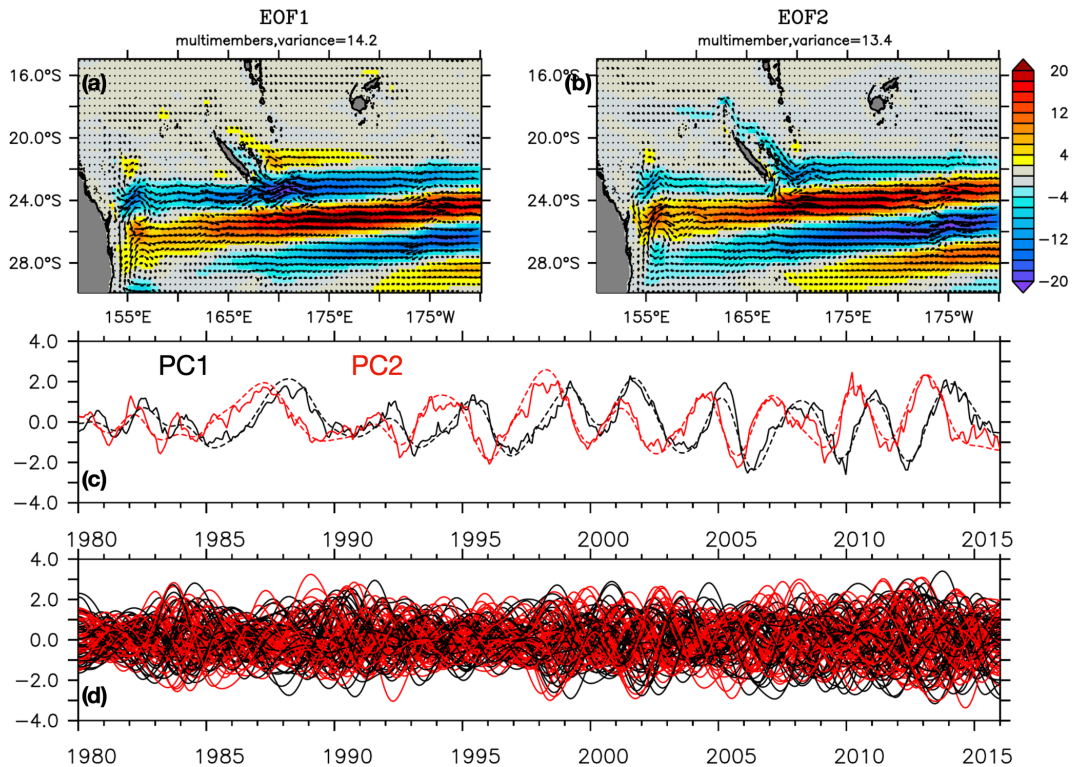 EOF1
EOF2
multimembers,variance=14.2
multimember,variance=13.4
(a)
(b)
16.0°S
20.0°S
24.0°S
28.0°S
16.0°S
20.0°S
24.0°S
28.0°S
20
12
4
−4
−12
−20
155°E
165°E
175°E
175°W
155°E
165°E
175°E
175°W
4.0
2.0
0.0
−2.0
−4.0
PC1
PC2
(c)
1980
1985
1990
1995
2000
2005
2010
2015
4.0
2.0
0.0
−2.0
−4.0
(d)
1980
1985
1990
1995
2000
2005
2010
2015